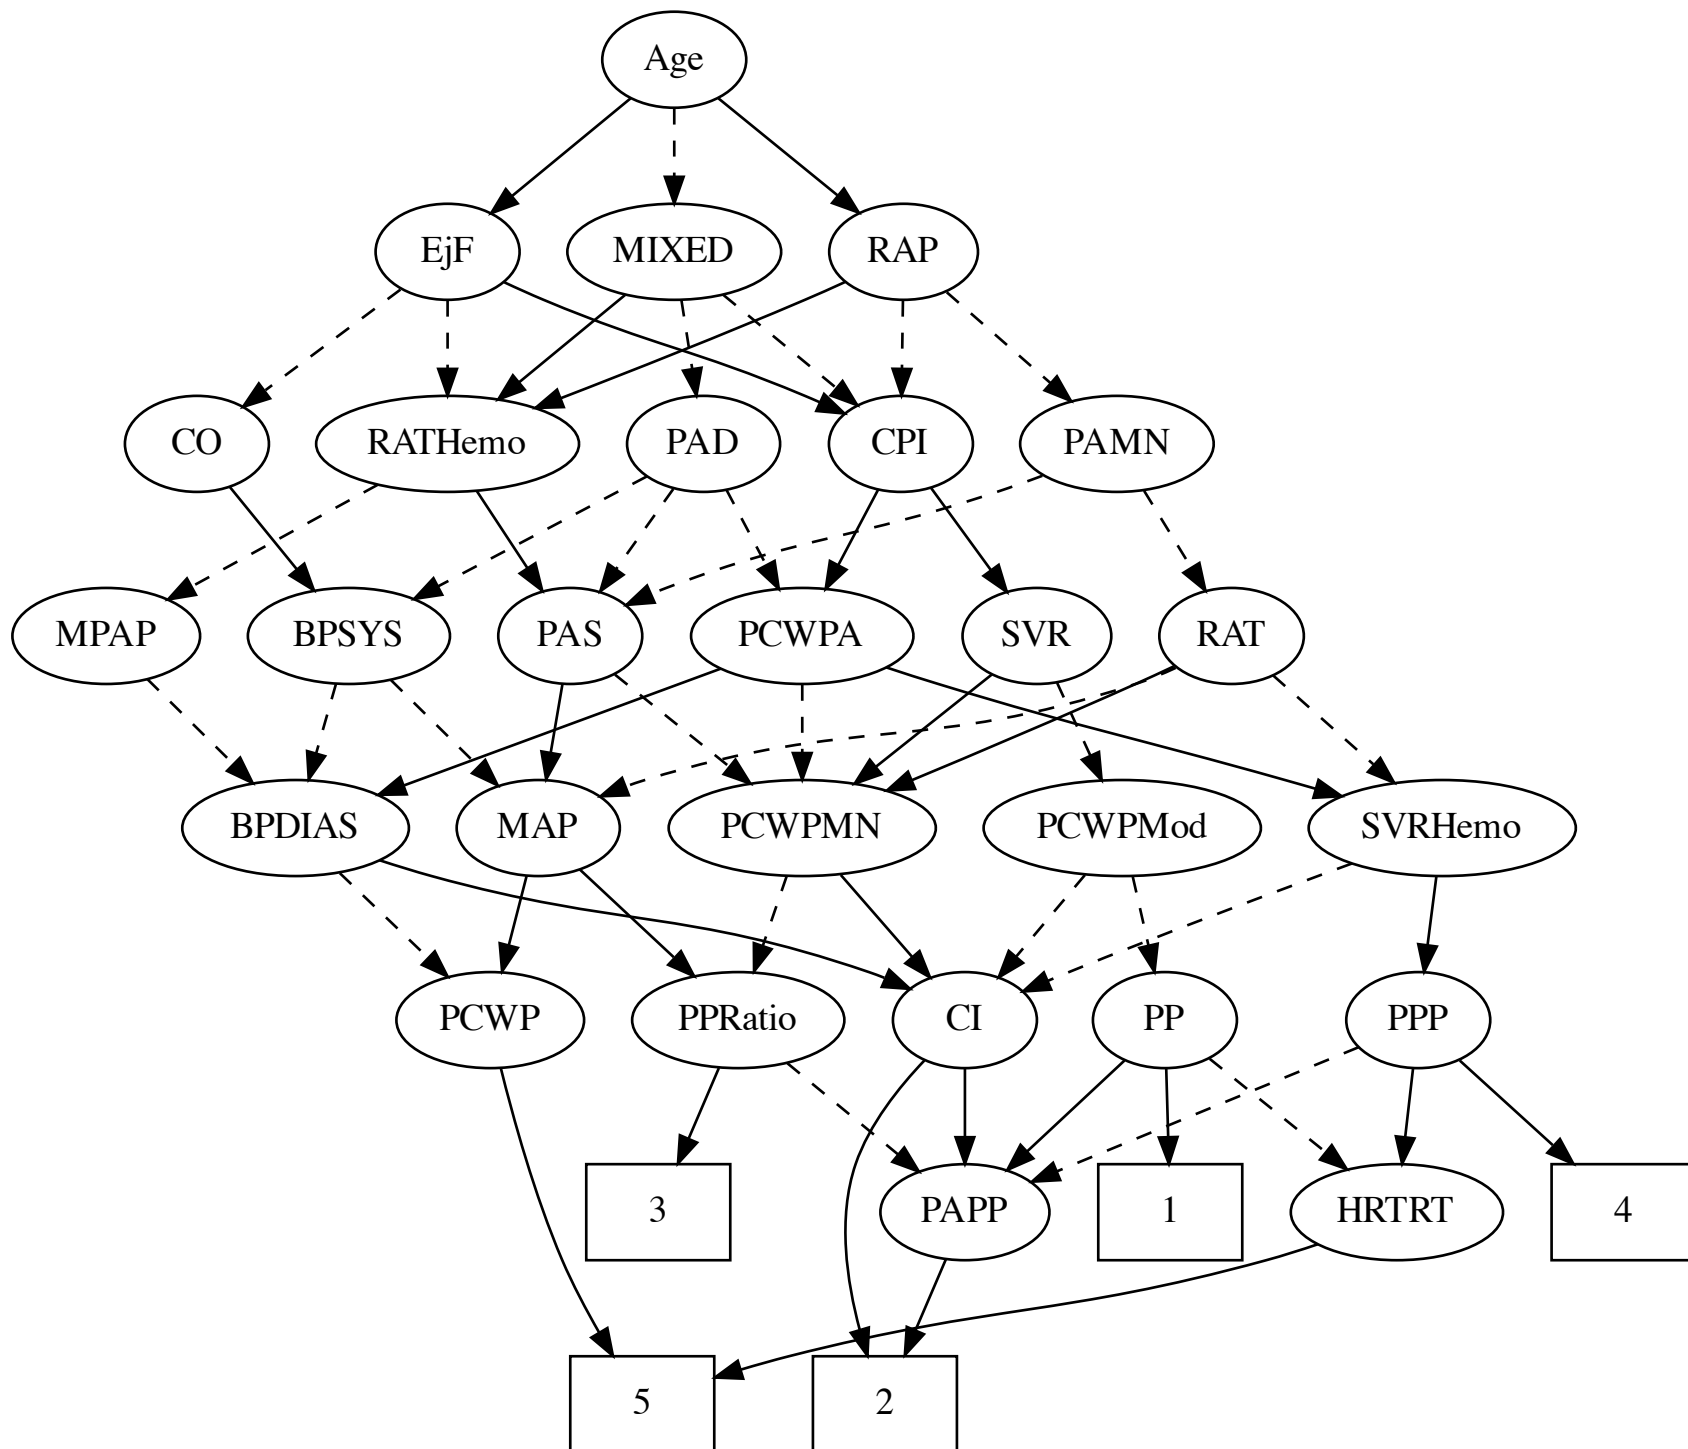 Age
EjF
MIXED
RAP
CO
RATHemo
PAD
CPI
PAMN
MPAP
BPSYS
PAS
PCWPA
SVR
RAT
BPDIAS
MAP
PCWPMN
PCWPMod
SVRHemo
PCWP
PPRatio
CI
PP
PPP
3
PAPP
1
HRTRT
4
5
2